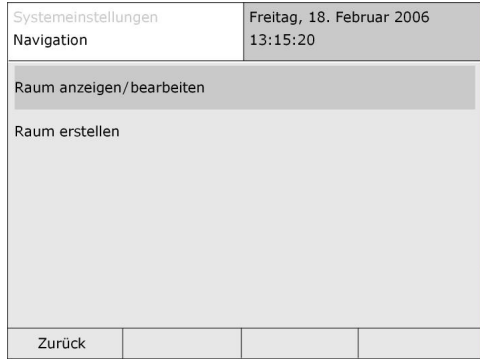 Systemeinstellungen
Navigation
Freitag, 18. Februar 2006
13:15:20
Raum anzeigen/bearbeiten
Raum erstellen
Zurück